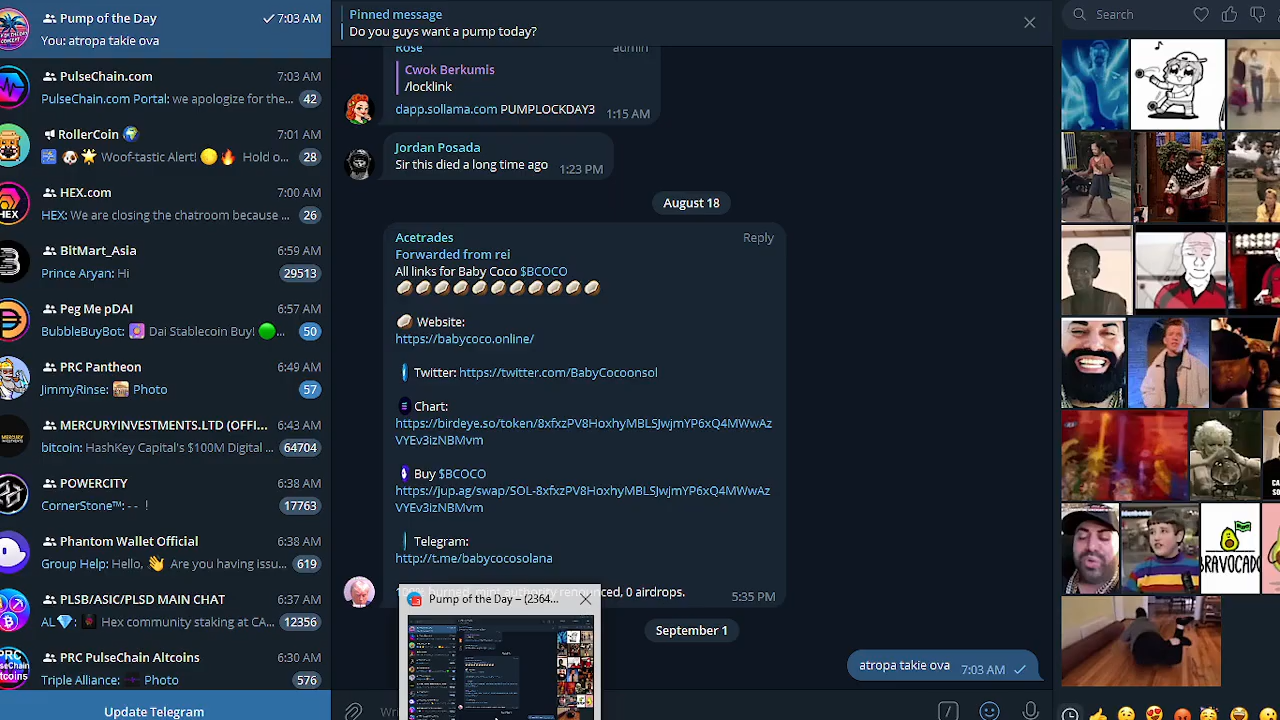 Pump of the Day
7:03 AM
You: atropa take ova
PulseChain.com
7:03 AM
PulseChain.com Portal: we apologize for the...
42
RollerCoin
7:01 AM
Woof-tastic Alert!
Hold o...
28
HEX.com
7:00 AM
HEX: We are closing the chatroom because ...
26
BitMart_Asia
6:59 AM
Prince Aryan: Hi
29513
Peg Me pDAI
6:57 AM
BubbleBuyBot:
Dai Stablecoin Buy!
...
50
PRC Panthers
6:49 AM
JimmyRinse:
Photo
57
MERCURYINVESTMENTS.LTD (OFFI...
6:43 AM
bitcoin: HashKey Capital's $100M Digital ...
64704
POWERCITY
6:38 AM
CornerStone™: . . !
17763
Phantom Wallet Official
6:38 AM
Group Help: Hello,
Are you having issu...
619
PLSB/ASIC/PLSD MAIN CHAT
6:37 AM
AL
Hex community staking at CA...
12356
PRC PulseChain Bitcoins
6:30 AM
Triple Alliance:
Photo
576
Update Telegram
Pinned message
Do you guys want a pump today?
Rose
admin
Cwok Barkumis
/locklink
dapp.sollama.com PUMPLOCKDAY3
1:15 AM
Jordan Posada
Sir this died a long time ago
1:23 PM
August 18
Acetrades
Reply
Forwarded from rei
All links for Baby Coco $BCOCO
Website:
https://babycoco.online/
Twitter: https://twitter.com/BabyCocoonsol
Chart:
https://birdeye.so/token/8xfxzPV8HoxhyMBLSJwjmYP6xQ4MWwAz
VYEv3izNBMvm
Buy $BCOCO
https://jup.ag/swap/SOL-8xfxzPV8HoxhyMBLSJwjmYP6xQ4MWwAz
VYEv3izNBMvm
Telegram:
http://t.me/babycocosolana
renounced, 0 airdrops.
5:35 PM
Pump of the Day – (2364...
September 1
atropa take ova
7:03 AM
Search
BRAVOCADO